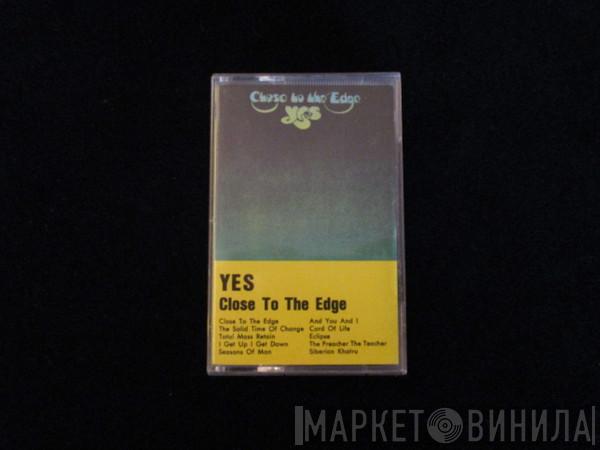 Close to the Edge
Yes
YES
Close To The Edge
Close To The Edge
The Solid Time Of Change
Total Mass Retain
I Get Up I Get Down
Seasons Of Man
And You And I
Cord Of Life
Eclipse
The Preacher The Teacher
Siberian Khatru
МАРКЕТ ВИНИЛА